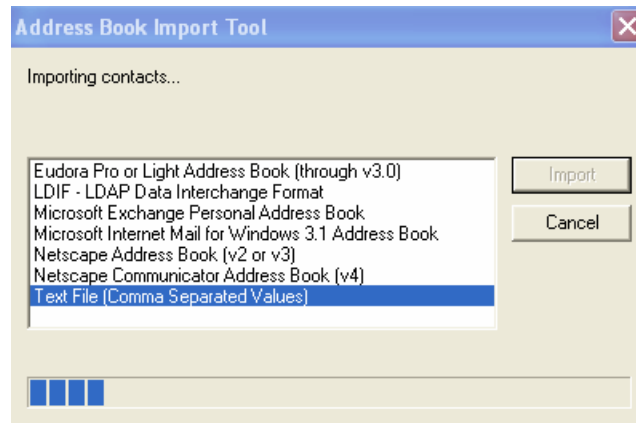 Address Book Import Tool
Importing contacts...
Eudora Pro or Light Address Book (through v3.0)
LDIF - LDAP Data Interchange Format
Microsoft Exchange Personal Address Book
Microsoft Internet Mail for Windows 3.1 Address Book
Netscape Address Book (v2 or v3)
Netscape Communicator Address Book (v4)
Text File (Comma Separated Values)
Import
Cancel